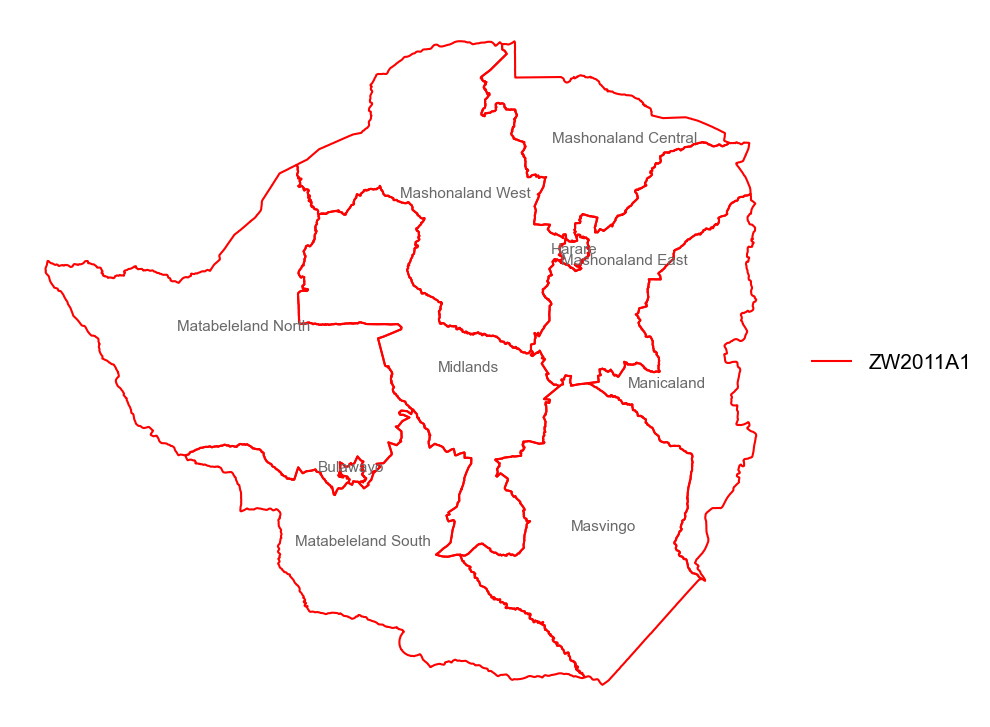 Mashonaland Central
Mashonaland West
Harare
Mashonaland East
Matabeleland North
Midlands
ZW2011A1
Manicaland
Bulawayo
Masvingo
Matabeleland South